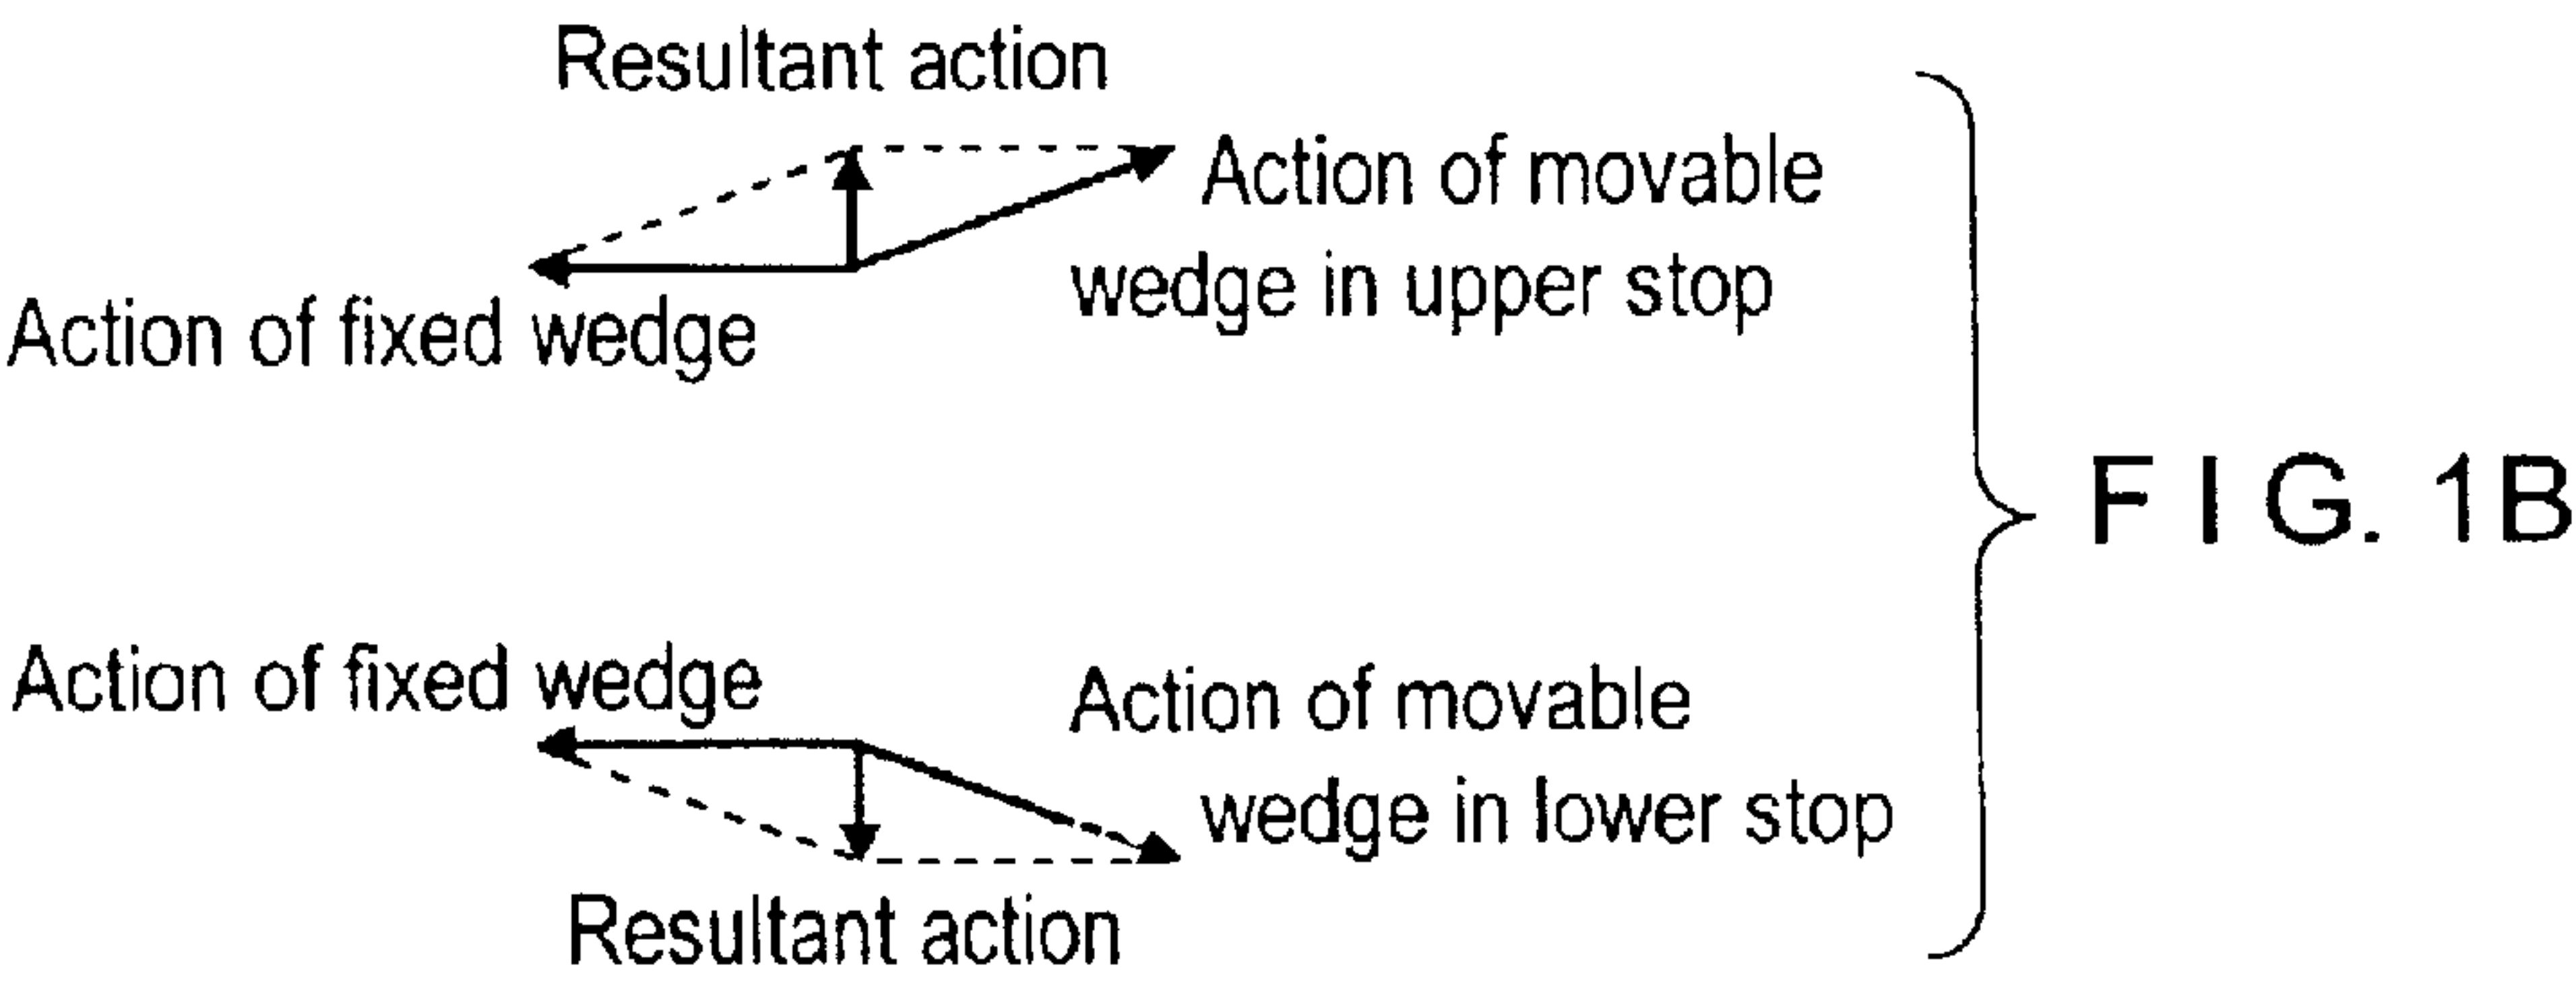 Resultant action
Action of movable
wedge in upper stop
Action of fixed wedge
FIG. 1B
Action of fixed wedge
Action of movable
wedge in lower stop
Resultant action